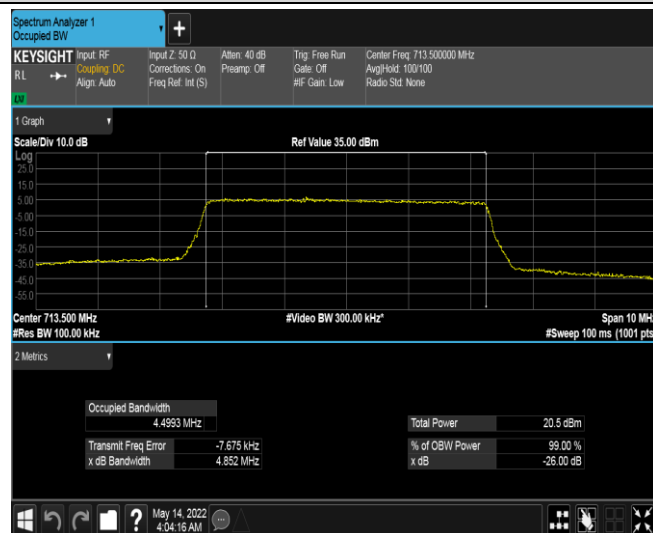 Spectrum Analyzer 1
Occupied BW
KEYSIGHT Input: RF Input Z: 50 Ω Atten: 40 dB Trig: Free Run Center Freq: 713.500000 MHz
RL Coupling: DC Corrections: On Preamp: Off Gate: Off Avg|Hold: 100/100
Align: Auto Freq Ref: Int (S) #IF Gain: Low Radio Std: None
1 Graph
Scale/Div 10.0 dB Ref Value 35.00 dBm
Log
25.0
15.0
5.00
-5.00
-15.0
-25.0
-35.0
-45.0
-55.0
Center 713.500 MHz #Video BW 300.00 kHz* Span 10 MHz
#Res BW 100.00 kHz #Sweep 100 ms (1001 pts
2 Metrics
Occupied Bandwidth
4.4993 MHz Total Power 20.5 dBm
Transmit Freq Error -7.675 kHz % of OBW Power 99.00 %
x dB Bandwidth 4.852 MHz x dB -26.00 dB
May 14, 2022
4:04:16 AM